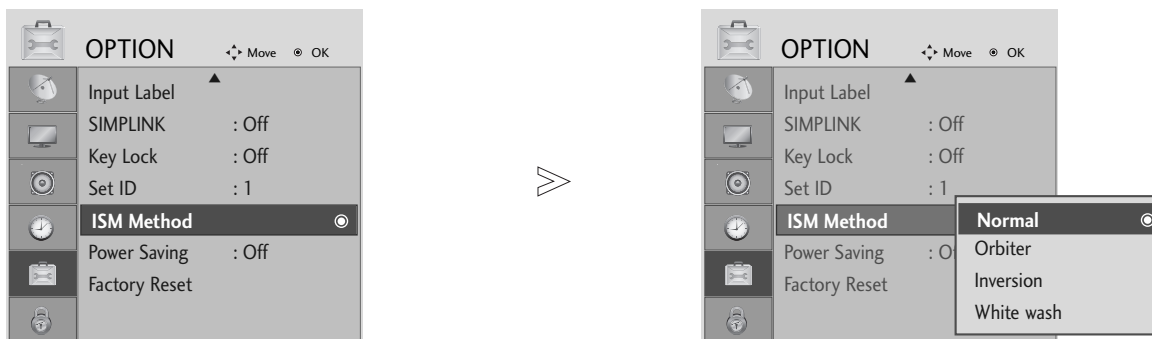 OPTION Move OK
Input Label
SIMPLINK : Off
Key Lock : Off
Set ID : 1
ISM Method
Power Saving : Off
Factory Reset
OPTION Move OK
Input Label
SIMPLINK : Off
Key Lock : Off
Set ID : 1
ISM Method
Power Saving : O
Factory Reset
Normal
Orbiter
Inversion
White wash